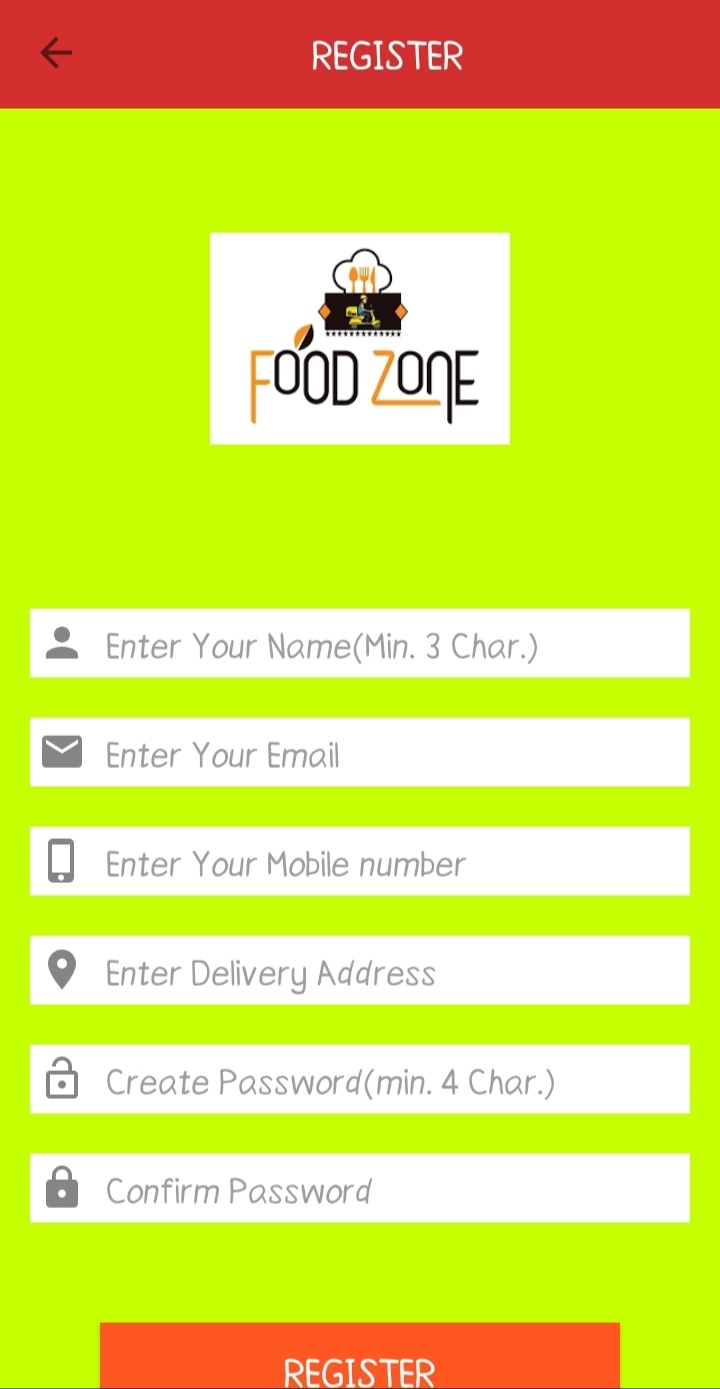 REGISTER
FOOD ZONE
Enter Your Name(Min. 3 Char.)
Enter Your Email
Enter Your Mobile number
Enter Delivery Address
Create Password(min. 4 Char.)
Confirm Password
REGISTER